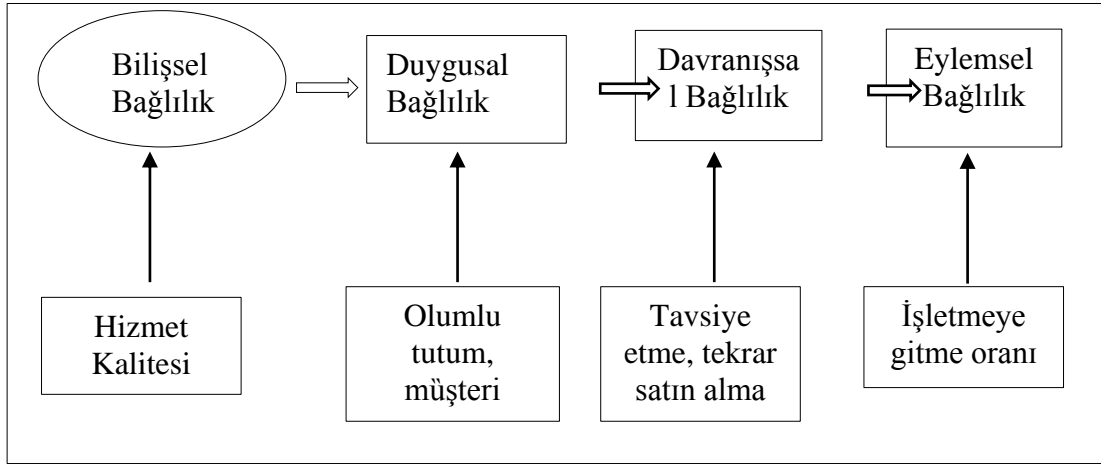 Bilişsel
Bağlılık
Duygusal
Bağlılık
Davranışsa
l Bağlılık
Eylemsel
Bağlılık
Hizmet
Kalitesi
Olumlu
tutum,
müşteri
Tavsiye
etme, tekrar
satın alma
İşletmeye
gitme oranı